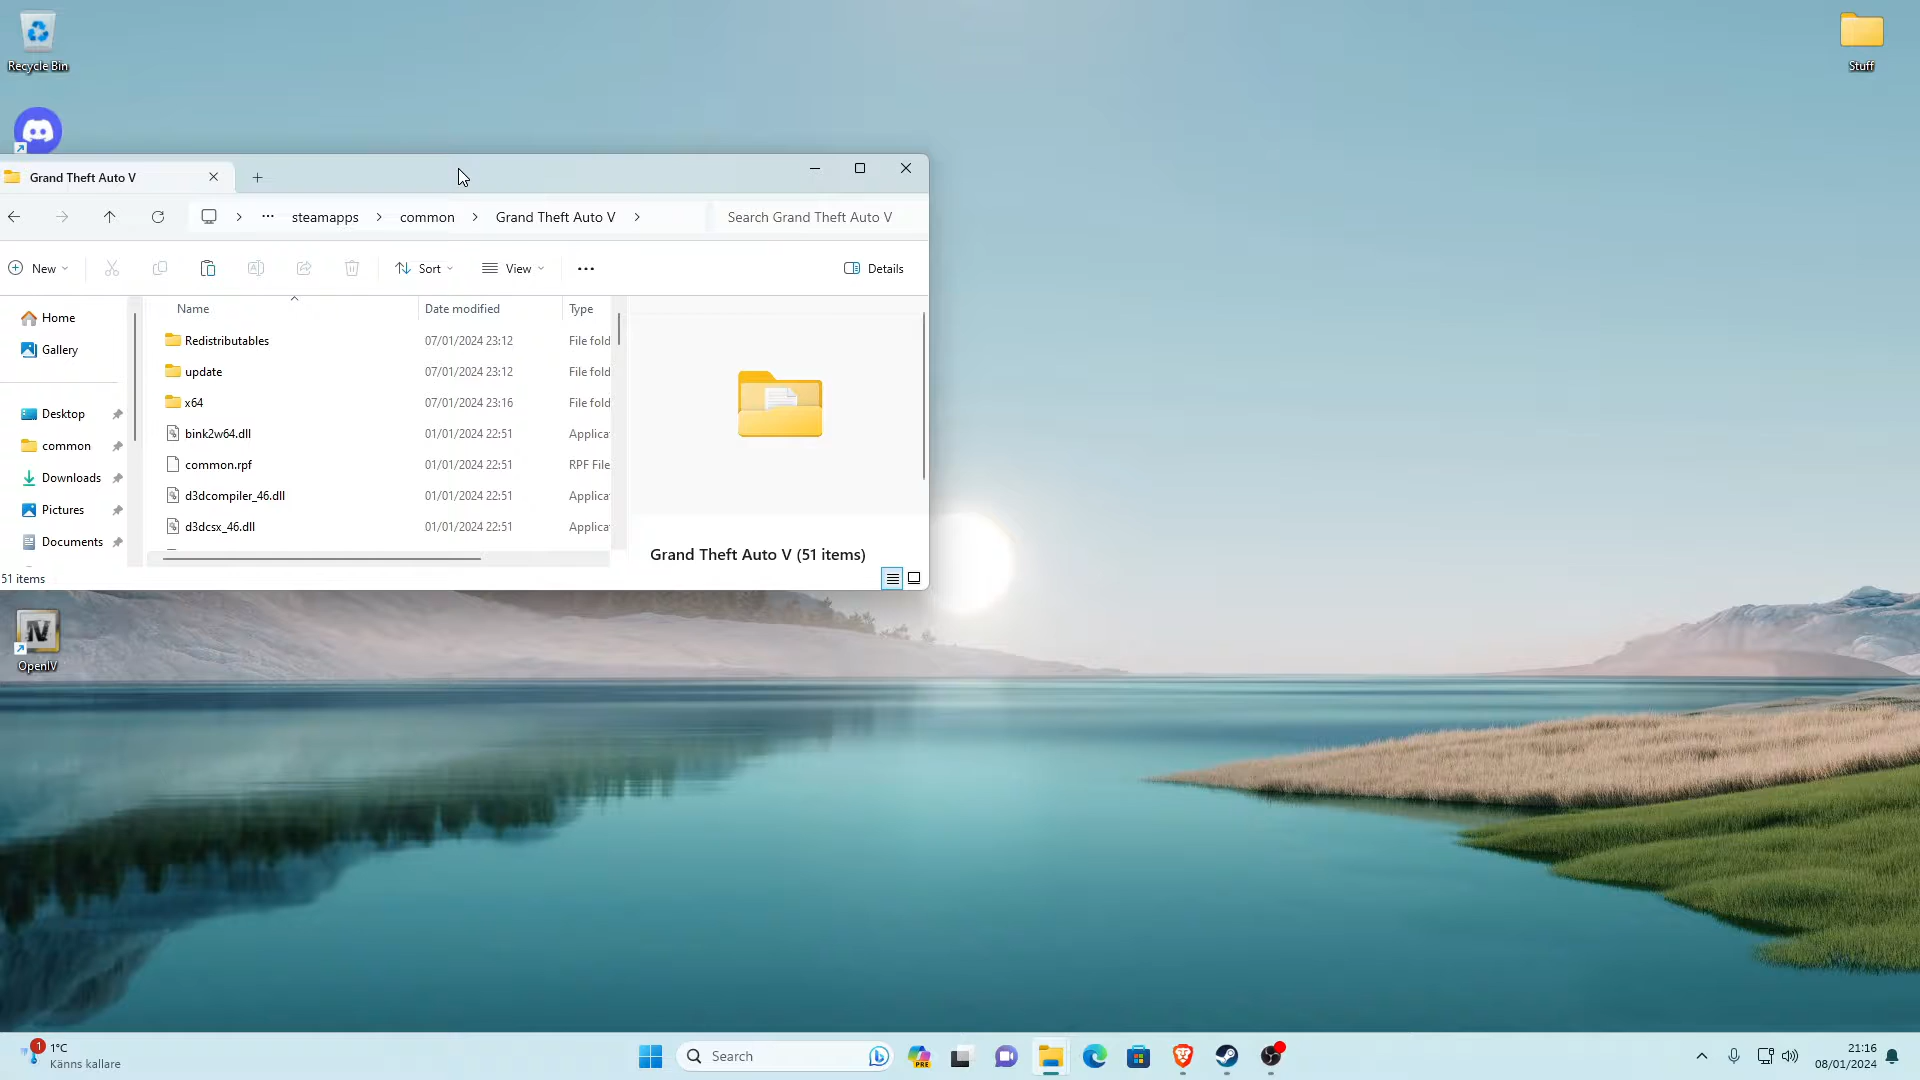 Recycle Bin
Stuff
Grand Theft Auto V
steamapps
common
Grand Theft Auto V
Search Grand Theft Auto V
New
Sort
View
Details
Name
Date modified
Type
Home
Gallery
Desktop
common
Downloads
Pictures
Documents
Redistributables 07/01/2024 23:12 File fold
update 07/01/2024 23:12 File fold
x64 07/01/2024 23:16 File fold
bink2w64.dll 01/01/2024 22:51 Applica
common.rpf 01/01/2024 22:51 RPF File
d3dcompiler_46.dll 01/01/2024 22:51 Applica
d3dcsx_46.dll 01/01/2024 22:51 Applica
Grand Theft Auto V (51 items)
51 items
OpenIV
1
1°C
Känns kallare
Search
PRE
21:16
08/01/2024